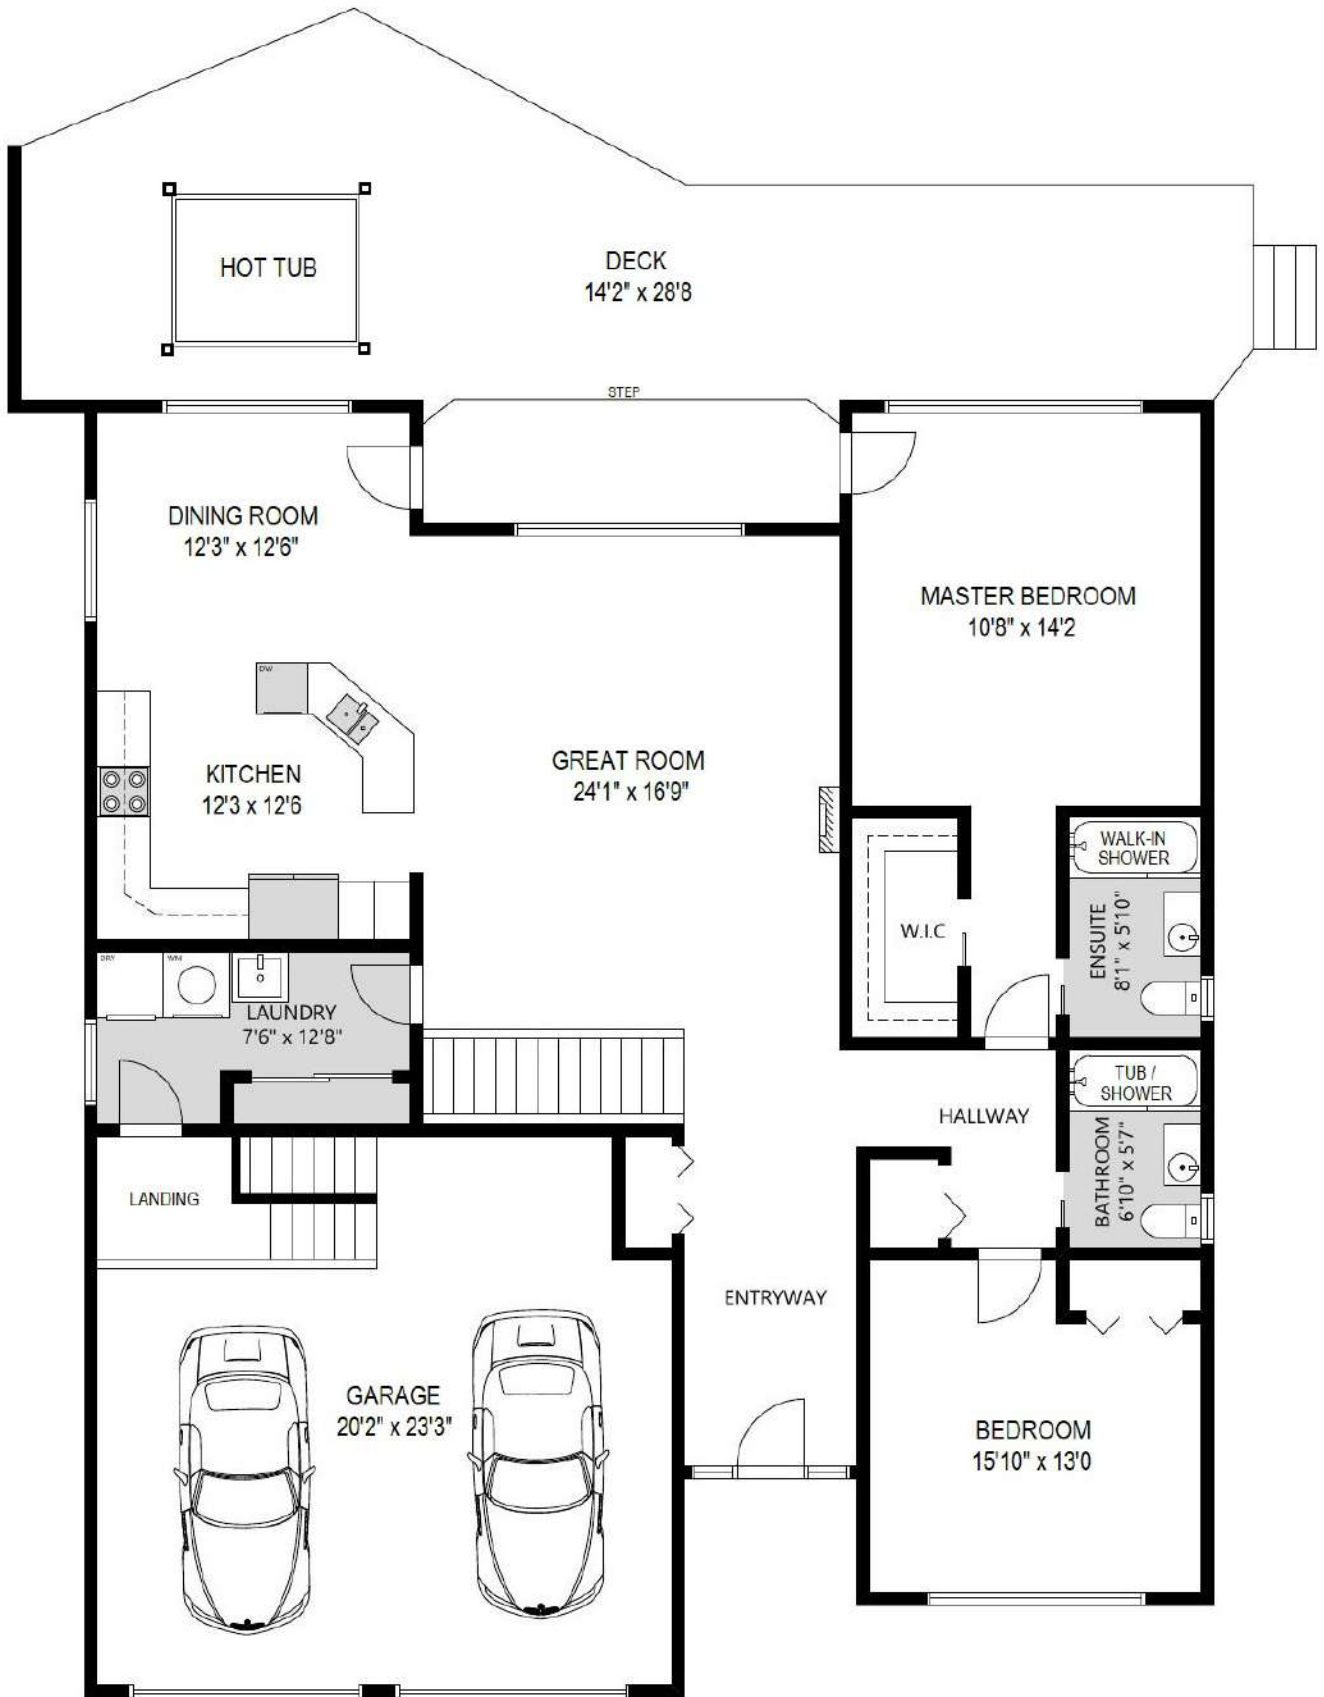 HOT TUB
DECK
14'2" x 28'8
STEP
DINING ROOM
12'3" x 12'6"
MASTER BEDROOM
10'8" x 14'2
DW
KITCHEN
12'3 x 12'6
GREAT ROOM
24'1" x 16'9"
WALK-IN
SHOWER
W.I.C
ENSUITE
8'1" x 5'10"
DRY
WM
LAUNDRY
7'6" x 12'8"
TUB /
SHOWER
HALLWAY
BATHROOM
6'10" x 5'7"
LANDING
ENTRYWAY
GARAGE
20'2" x 23'3"
BEDROOM
15'10" x 13'0